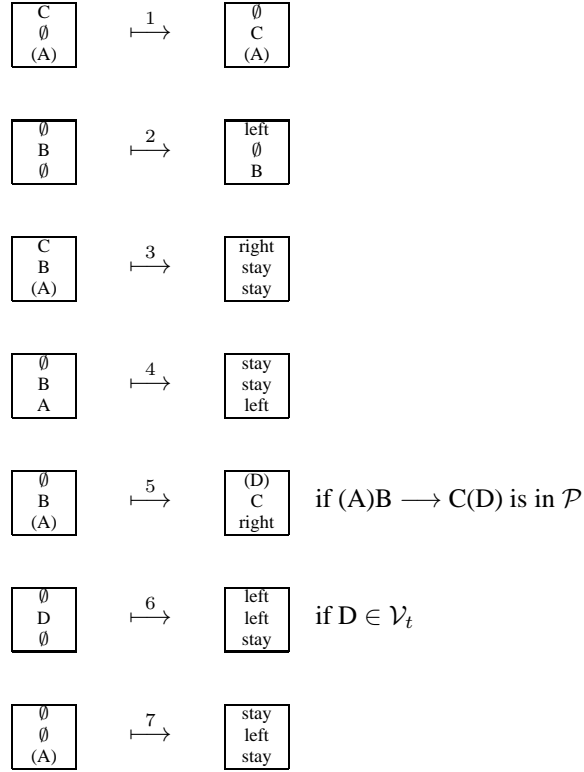 C ∅
∅ 1 C
(A) ⟼ (A)
∅ left
B 2 ∅
∅ ⟼ B
C right
B 3 stay
(A) ⟼ stay
∅ stay
B 4 stay
A ⟼ left
∅ (D)
B 5 C if (A)B ⟶ C(D) is in 𝒫
(A) ⟼ right
∅ left
D 6 left if D ∈ 𝒱ₜ
∅ ⟼ stay
∅ stay
∅ 7 left
(A) ⟼ stay